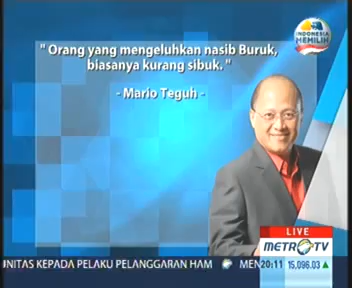 INDONESIA
MEMILIH
" Orang yang mengeluhkan nasib Buruk,
biasanya kurang sibuk. "
- Mario Teguh -
LIVE
METRO TV
UNITAS KEPADA PELAKU PELANGGARAN HAM MEN 20:11 15,096.03